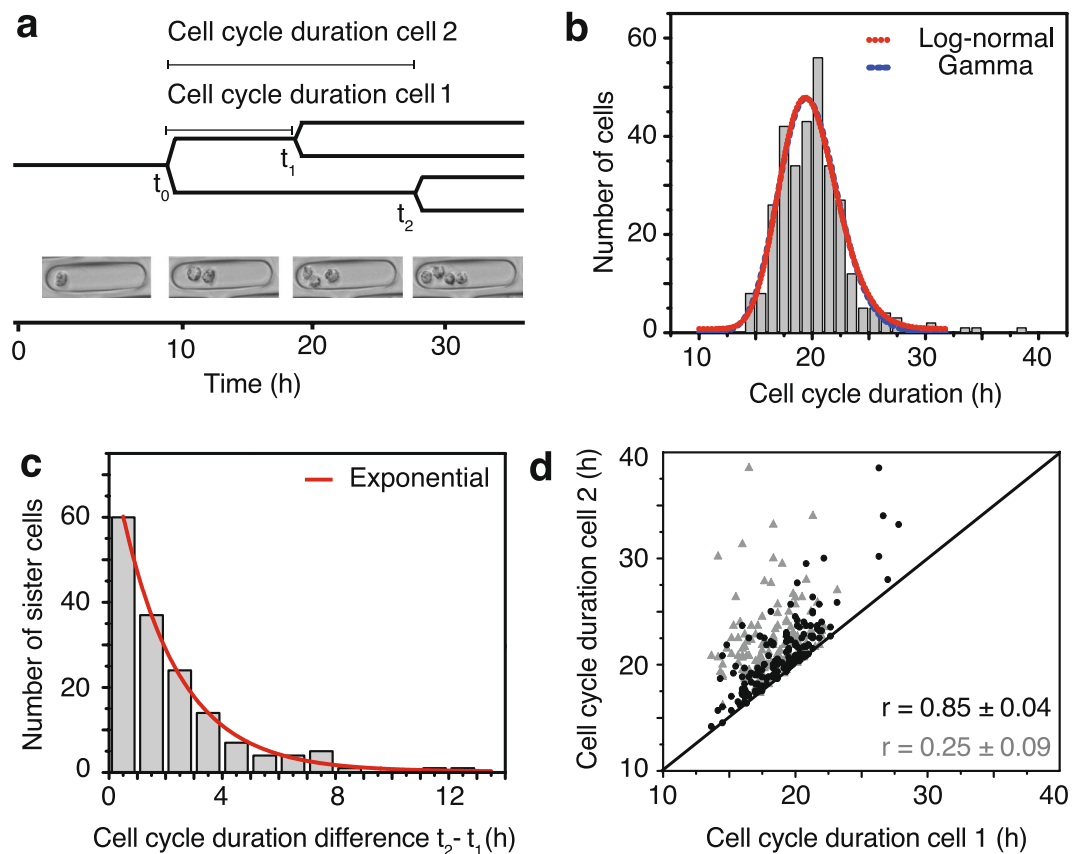 a
Cell cycle duration cell 2
Cell cycle duration cell 1
t0
t1
t2
0 10 20 30
Time (h)
b
60
40
20
0
Number of cells
Log-normal
Gamma
10 20 30 40
Cell cycle duration (h)
c
60
40
20
0
Number of sister cells
Exponential
0 4 8 12
Cell cycle duration difference t2- t1(h)
d
40
30
20
10
Cell cycle duration cell 2 (h)
r = 0.85 ± 0.04
r = 0.25 ± 0.09
10 20 30 40
Cell cycle duration cell 1 (h)